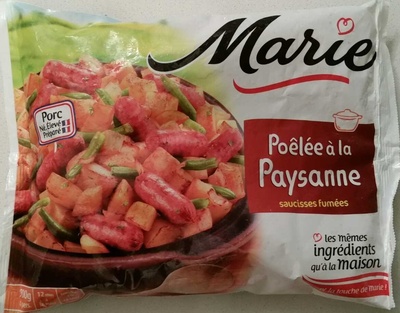 Marie
Porc
Né, Élevé
Préparé
Poêlée à la
Paysanne
saucisses fumées
les mêmes
ingrédients
qu'à la maison
touche de Marie !